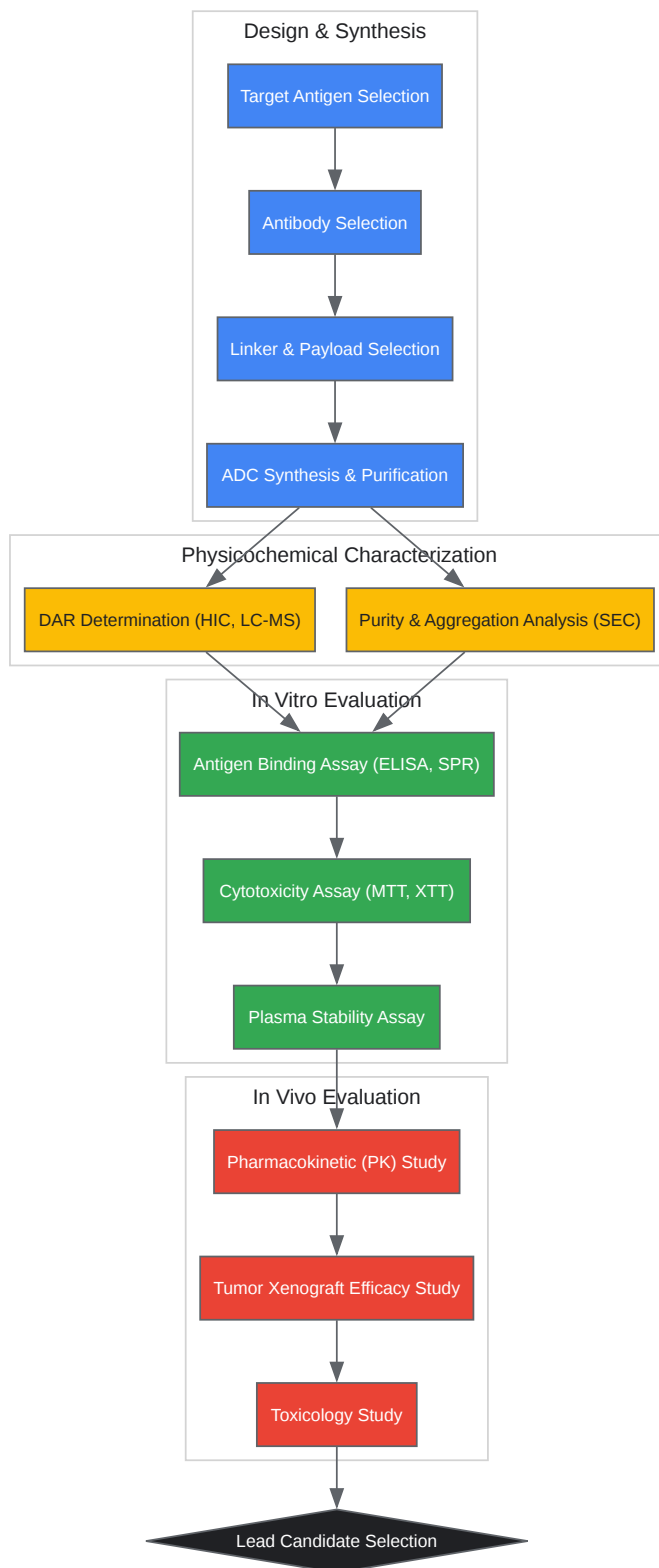 Design & Synthesis
Target Antigen Selection
Antibody Selection
Linker & Payload Selection
ADC Synthesis & Purification
Physicochemical Characterization
DAR Determination (HIC, LC-MS)
Purity & Aggregation Analysis (SEC)
In Vitro Evaluation
Antigen Binding Assay (ELISA, SPR)
Cytotoxicity Assay (MTT, XTT)
Plasma Stability Assay
In Vivo Evaluation
Pharmacokinetic (PK) Study
Tumor Xenograft Efficacy Study
Toxicology Study
Lead Candidate Selection